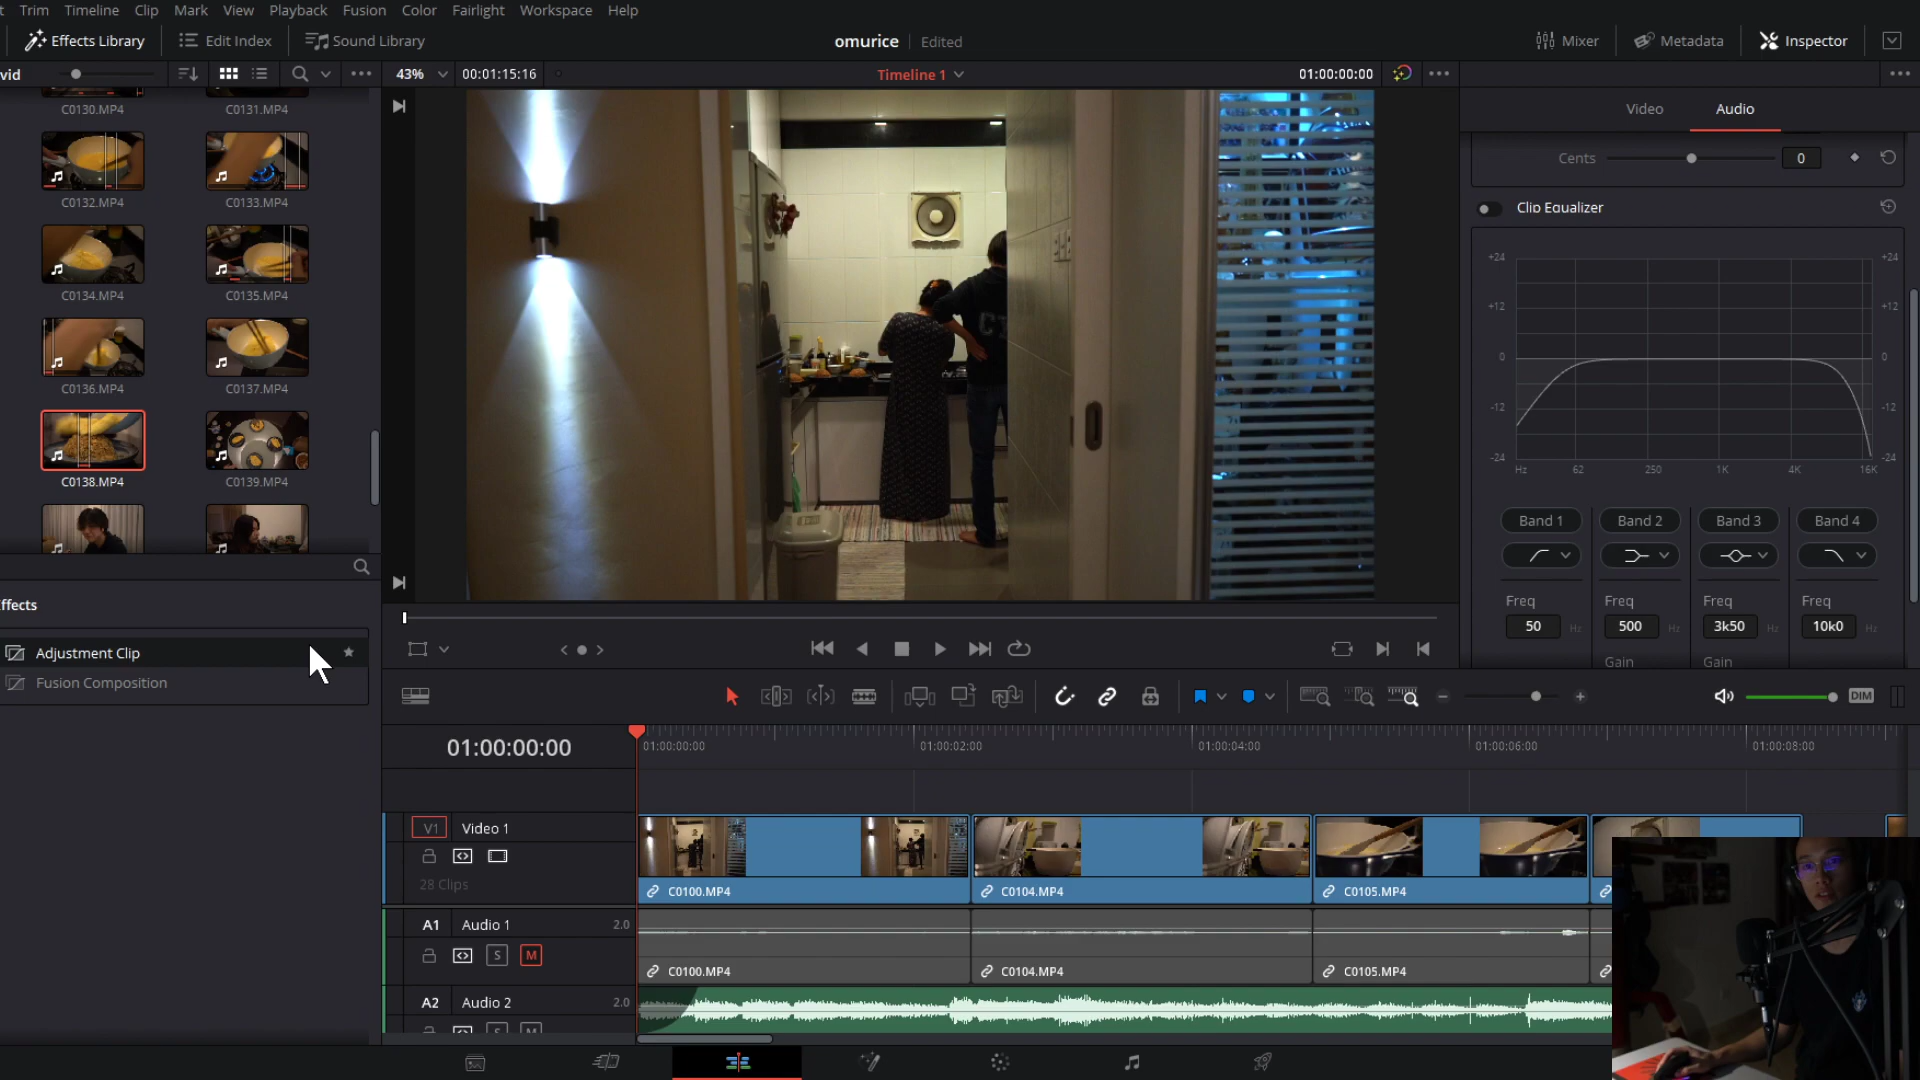 t Trim Timeline Clip Mark View Playback Fusion Color Fairlight Workspace Help
Effects Library Edit Index Sound Library omurice Edited Mixer Metadata Inspector
vid 43% 00:01:15:16 Timeline 1 01:00:00:00
Video Audio
C0130.MP4 C0131.MP4
Cents 0
C0132.MP4 C0133.MP4
Clip Equalizer
+24 +24
C0134.MP4 C0135.MP4
+12 +12
0 0
C0136.MP4 C0137.MP4
-12 -12
-24 -24
Hz 62 250 1K 4K 16K
C0138.MP4 C0139.MP4
Band 1 Band 2 Band 3 Band 4
ffects
Freq Freq Freq Freq
50 Hz 500 Hz 3k50 Hz 10k0 Hz
Gain Gain
Adjustment Clip
Fusion Composition
DIM
01:00:00:00
01:00:00:00 01:00:02:00 01:00:04:00 01:00:06:00 01:00:08:00
V1 Video 1
28 Clips
C0100.MP4 C0104.MP4 C0105.MP4
A1 Audio 1 2.0
S M
C0100.MP4 C0104.MP4 C0105.MP4
A2 Audio 2 2.0
S M